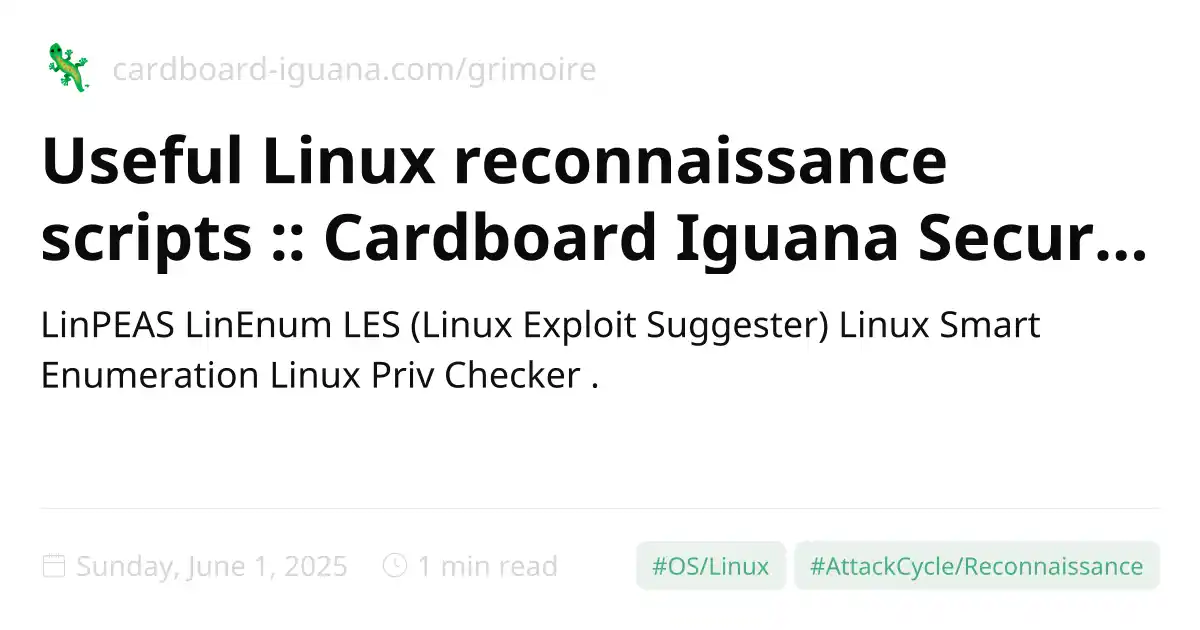 cardboard-iguana.com/grimoire
Useful Linux reconnaissance
scripts :: Cardboard Iguana Secur...
LinPEAS LinEnum LES (Linux Exploit Suggester) Linux Smart
Enumeration Linux Priv Checker .
Sunday, June 1, 2025 1 min read #OS/Linux #AttackCycle/Reconnaissance